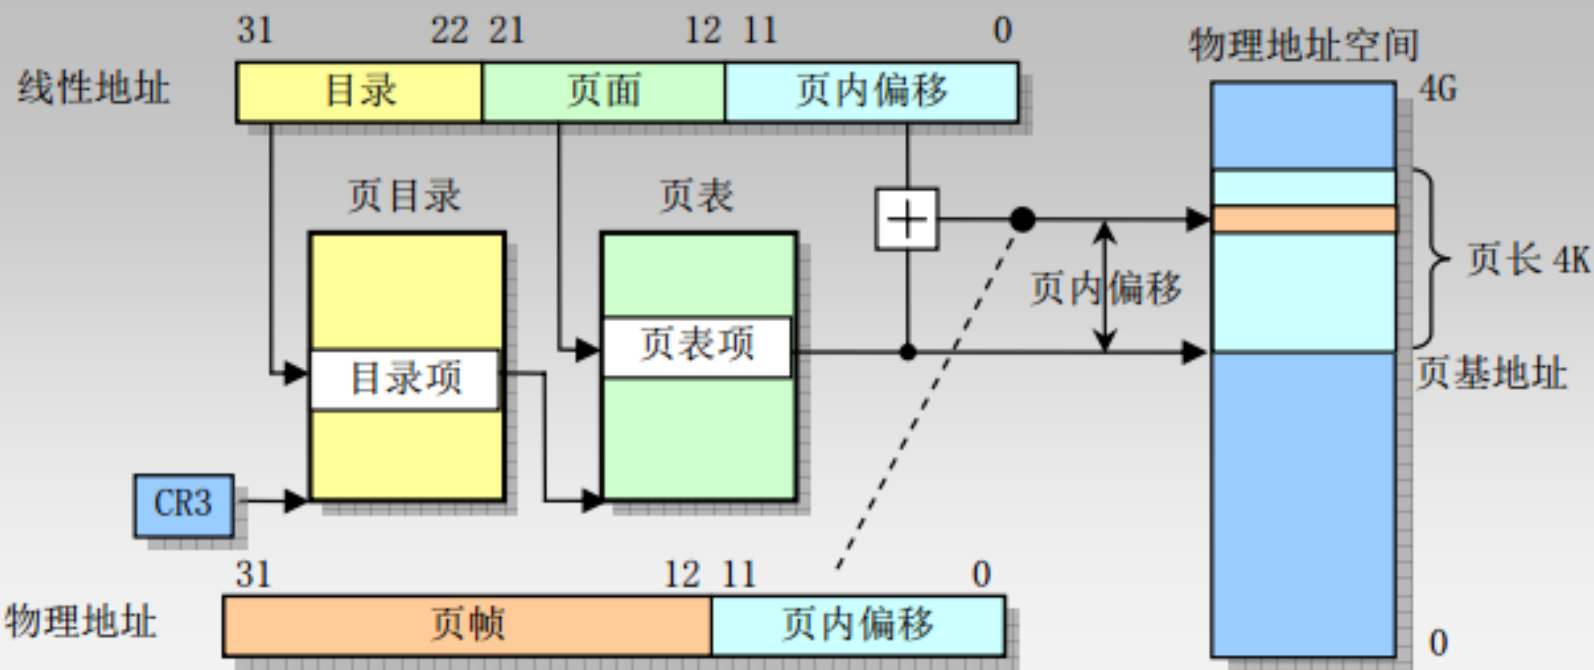 31 22 21 12 11 0
物理地址空间
线性地址 目录 页面 页内偏移
4G
页目录 页表
页长 4K
页内偏移
页表项
目录项
页基地址
CR3
31 12 11 0
物理地址 页帧 页内偏移
0